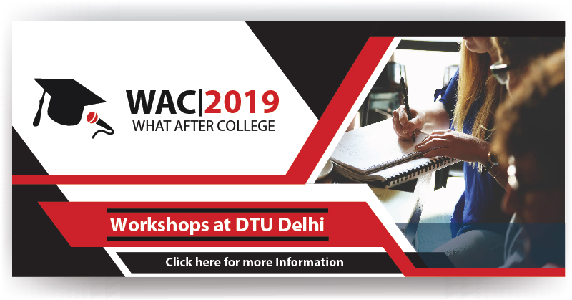 WAC|2019
WHAT AFTER COLLEGE
Workshops at DTU Delhi
Click here for more Information